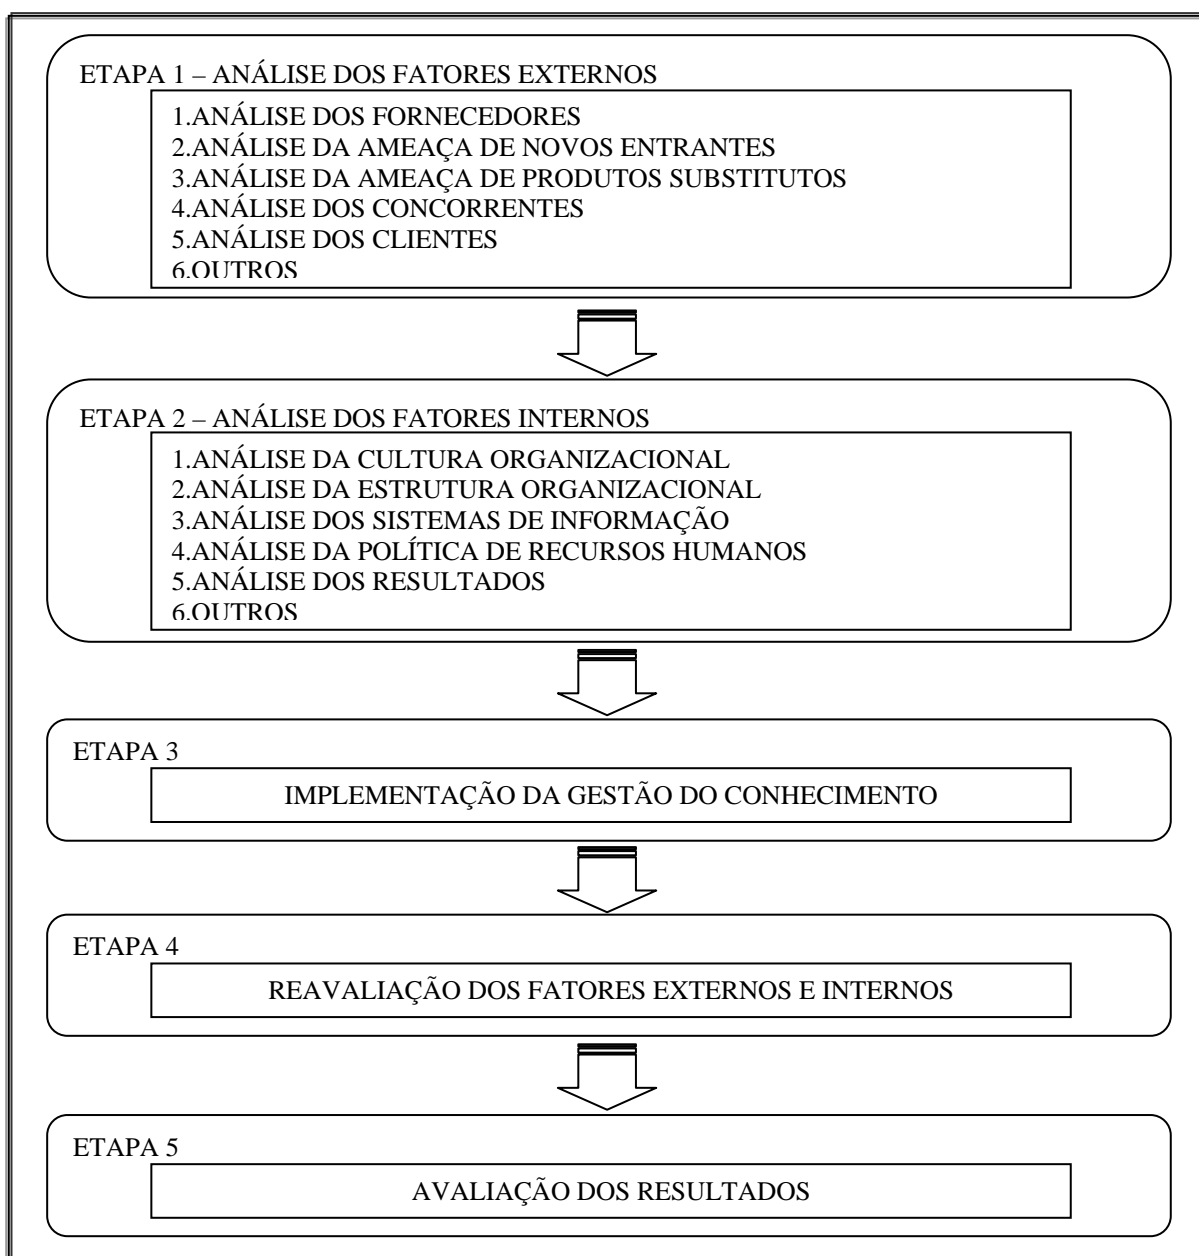 ETAPA 1 – ANÁLISE DOS FATORES EXTERNOS
1.ANÁLISE DOS FORNECEDORES
2.ANÁLISE DA AMEAÇA DE NOVOS ENTRANTES
3.ANÁLISE DA AMEAÇA DE PRODUTOS SUBSTITUTOS
4.ANÁLISE DOS CONCORRENTES
5.ANÁLISE DOS CLIENTES
6.OUTROS
ETAPA 2 – ANÁLISE DOS FATORES INTERNOS
1.ANÁLISE DA CULTURA ORGANIZACIONAL
2.ANÁLISE DA ESTRUTURA ORGANIZACIONAL
3.ANÁLISE DOS SISTEMAS DE INFORMAÇÃO
4.ANÁLISE DA POLÍTICA DE RECURSOS HUMANOS
5.ANÁLISE DOS RESULTADOS
6.OUTROS
ETAPA 3
IMPLEMENTAÇÃO DA GESTÃO DO CONHECIMENTO
ETAPA 4
REAVALIAÇÃO DOS FATORES EXTERNOS E INTERNOS
ETAPA 5
AVALIAÇÃO DOS RESULTADOS